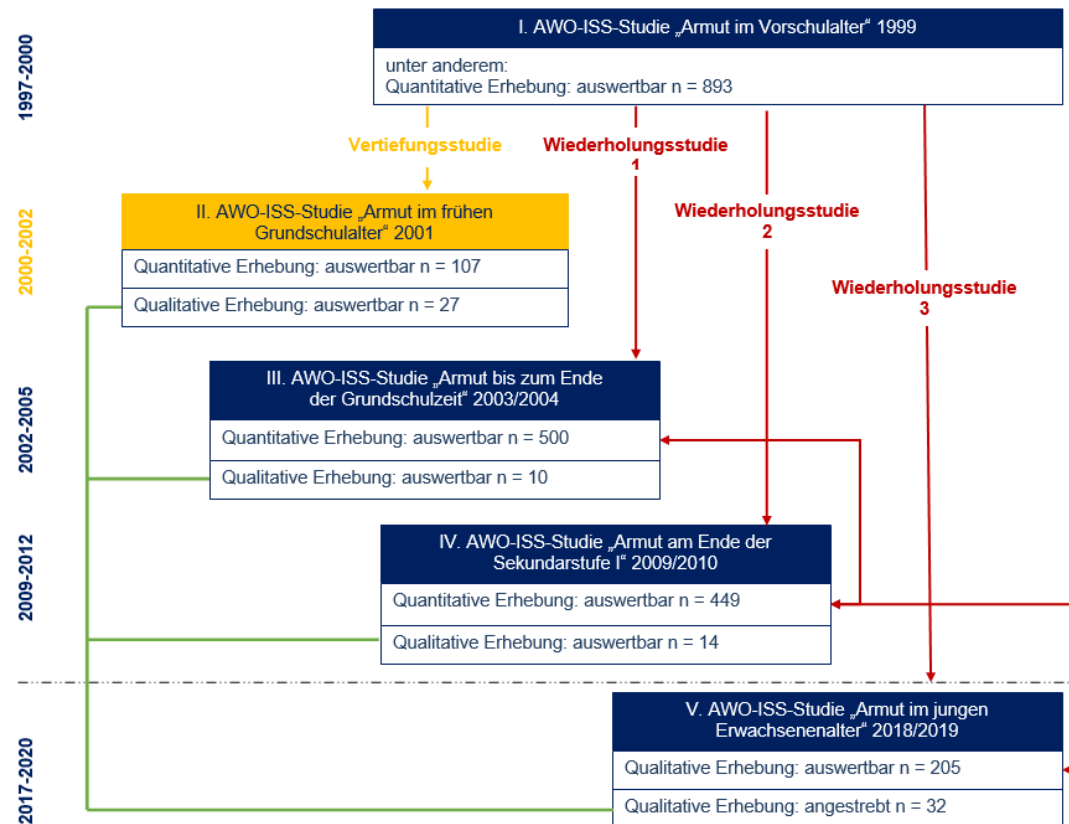 1997-2000
I. AWO-ISS-Studie „Armut im Vorschulalter“ 1999
unter anderem:
Quantitative Erhebung: auswertbar n = 893
Vertiefungsstudie
Wiederholungsstudie
1
Wiederholungsstudie
2
Wiederholungsstudie
3
2000-2002
II. AWO-ISS-Studie „Armut im frühen
Grundschulalter“ 2001
Quantitative Erhebung: auswertbar n = 107
Qualitative Erhebung: auswertbar n = 27
2002-2005
III. AWO-ISS-Studie „Armut bis zum Ende
der Grundschulzeit“ 2003/2004
Quantitative Erhebung: auswertbar n = 500
Qualitative Erhebung: auswertbar n = 10
2009-2012
IV. AWO-ISS-Studie „Armut am Ende der
Sekundarstufe I“ 2009/2010
Quantitative Erhebung: auswertbar n = 449
Qualitative Erhebung: auswertbar n = 14
2017-2020
V. AWO-ISS-Studie „Armut im jungen
Erwachsenenalter“ 2018/2019
Qualitative Erhebung: auswertbar n = 205
Qualitative Erhebung: angestrebt n = 32